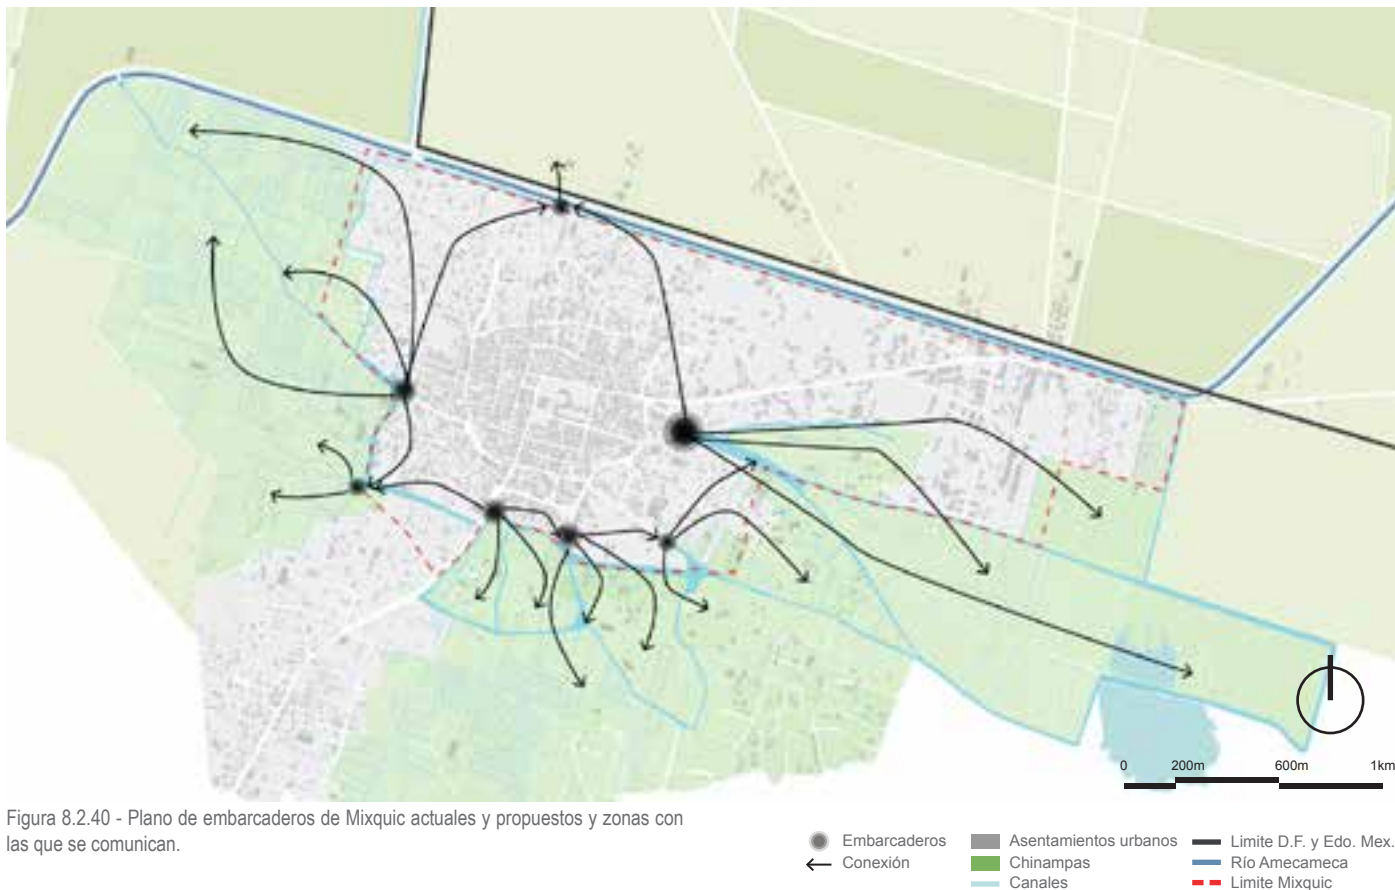 0
200m
600m
1km
Figura 8.2.40 - Plano de embarcaderos de Mixquic actuales y propuestos y zonas con
las que se comunican.
Embarcaderos
Conexión
Asentamientos urbanos
Chinampas
Canales
Limite D.F. y Edo. Mex.
Río Amecameca
Limite Mixquic